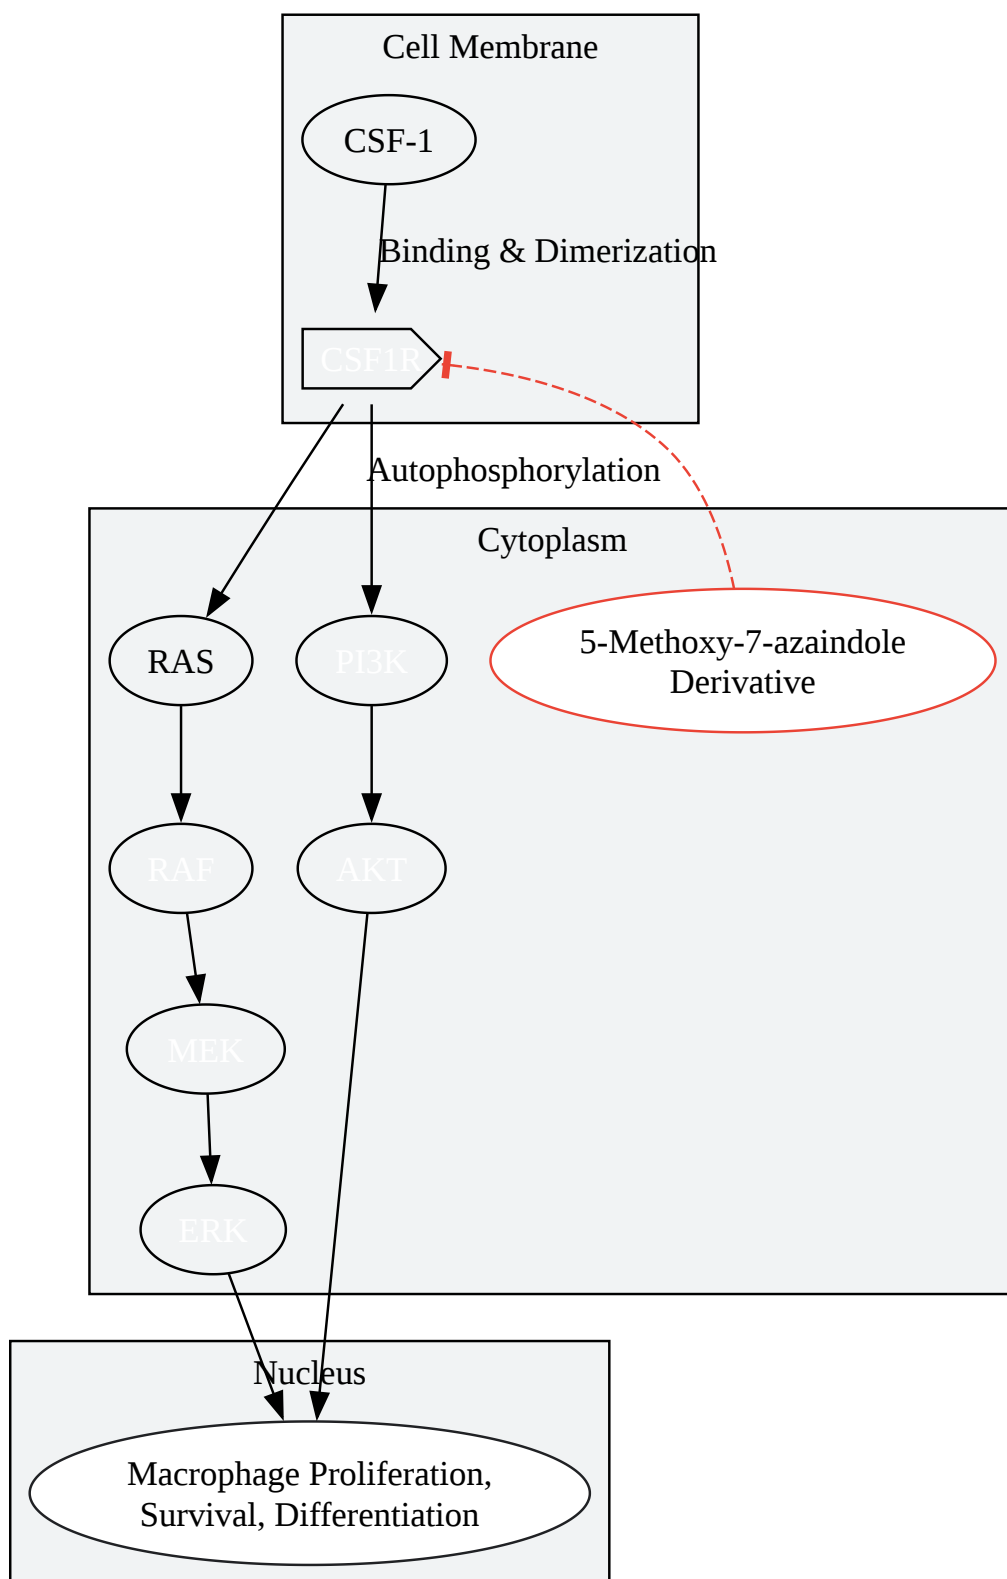 Cell Membrane
CSF-1
Binding & Dimerization
CSF1R
Autophosphorylation
Cytoplasm
RAS
PI3K
5-Methoxy-7-azaindole
Derivative
RAF
AKT
MEK
ERK
Nucleus
Macrophage Proliferation,
Survival, Differentiation